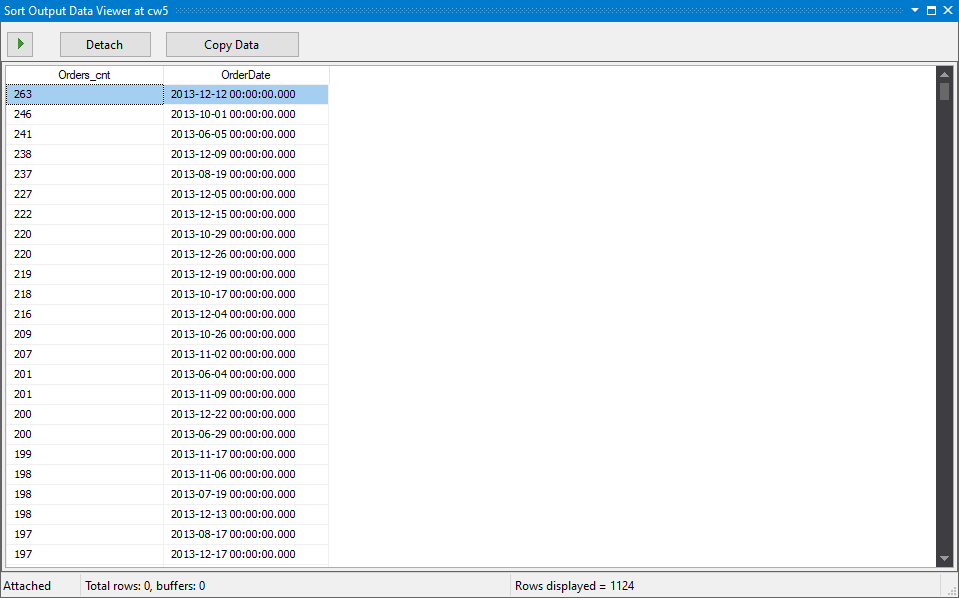 Sort Output Data Viewer at cw5
Detach Copy Data
Orders_cnt OrderDate
263 2013-12-12 00:00:00.000
246 2013-10-01 00:00:00.000
241 2013-06-05 00:00:00.000
238 2013-12-09 00:00:00.000
237 2013-08-19 00:00:00.000
227 2013-12-05 00:00:00.000
222 2013-12-15 00:00:00.000
220 2013-10-29 00:00:00.000
220 2013-12-26 00:00:00.000
219 2013-12-19 00:00:00.000
218 2013-10-17 00:00:00.000
216 2013-12-04 00:00:00.000
209 2013-10-26 00:00:00.000
207 2013-11-02 00:00:00.000
201 2013-06-04 00:00:00.000
201 2013-11-09 00:00:00.000
200 2013-12-22 00:00:00.000
200 2013-06-29 00:00:00.000
199 2013-11-17 00:00:00.000
198 2013-11-06 00:00:00.000
198 2013-07-19 00:00:00.000
198 2013-12-13 00:00:00.000
197 2013-08-17 00:00:00.000
197 2013-12-17 00:00:00.000
Attached Total rows: 0, buffers: 0 Rows displayed = 1124